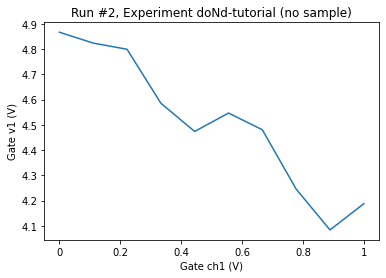 Run #2, Experiment doNd-tutorial (no sample)
4.9
4.8
4.7
4.6
4.5
4.4
4.3
4.2
4.1
Gate v1 (V)
0 0.2 0.4 0.6 0.8 1
Gate ch1 (V)